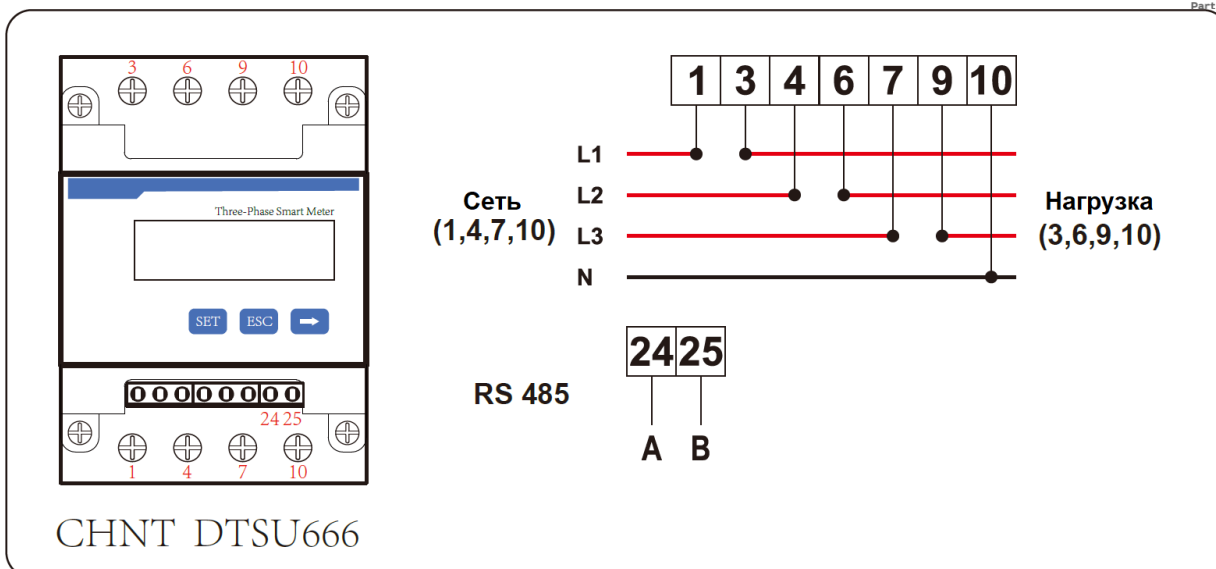 Part
3 6 9 10
Three-Phase Smart Meter
SET ESC
24 25
1 4 7 10
CHNT DTSU666
1 3 4 6 7 9 10
L1
L2
L3
N
Сеть
(1,4,7,10)
Нагрузка
(3,6,9,10)
24 25
RS 485
A B